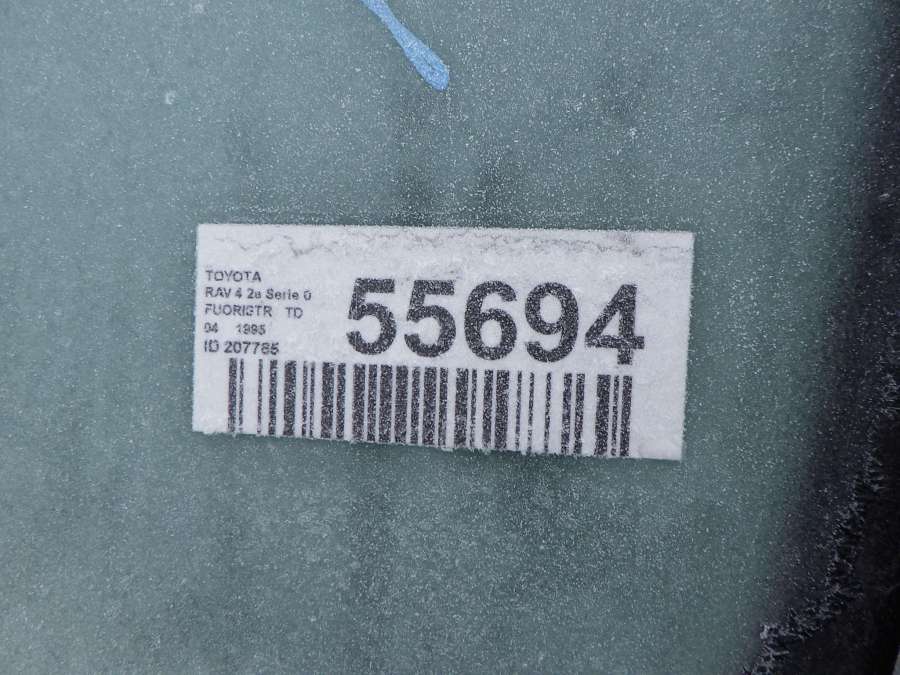 TOYOTA
RAV 4 2a Serie 0
FUORISTR TD
04 1995
ID 207765
55694